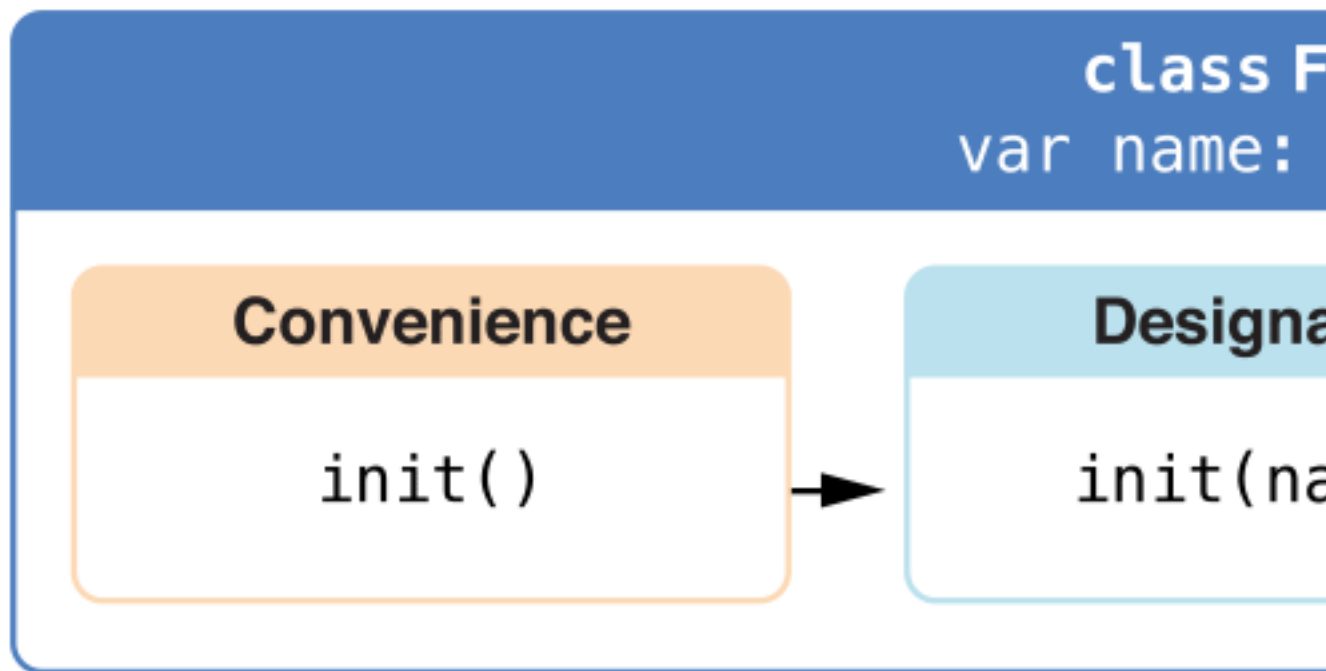 class F
var name:
Convenience
Designa
init()
init(na